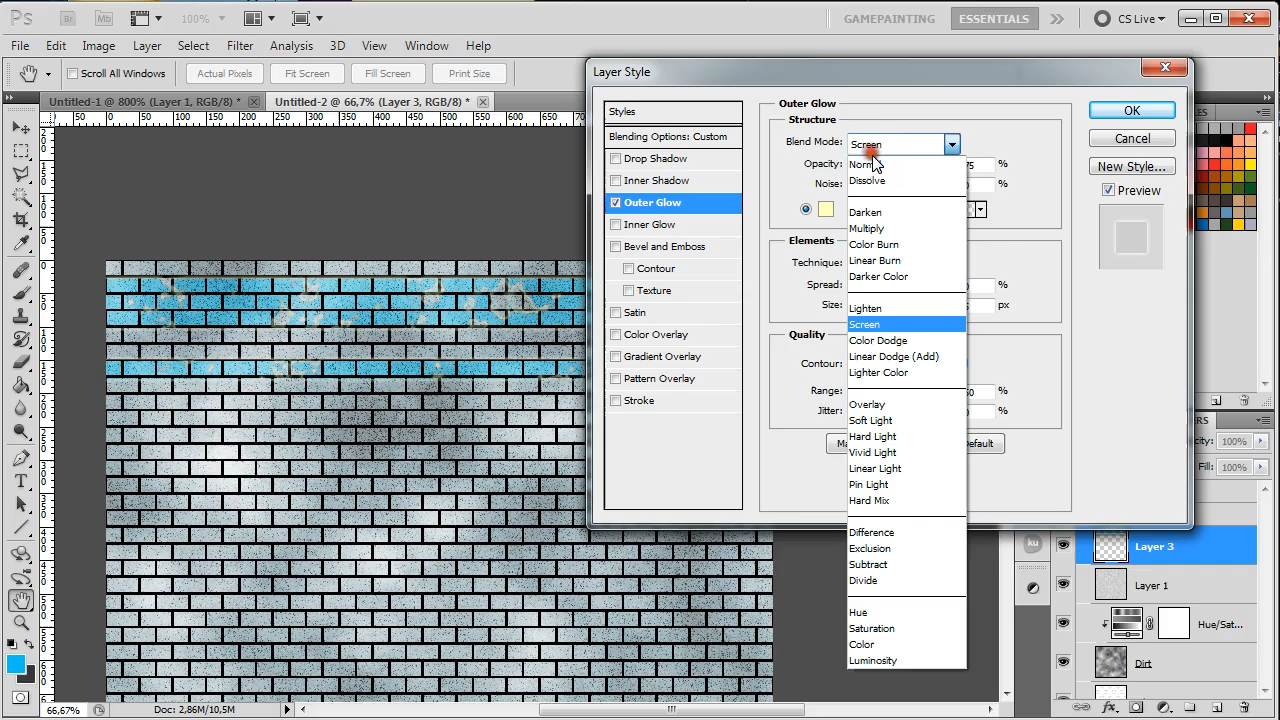 Ps Br Mb 100% GAMEPAINTING ESSENTIALS CS Live
File Edit Image Layer Select Filter Analysis 3D View Window Help
Scroll All Windows Actual Pixels Fit Screen Fill Screen Print Size
Untitled-1 @ 800% (Layer 1, RGB/8) * Untitled-2 @ 66,7% (Layer 3, RGB/8) *
Layer Style
Styles
Blending Options: Custom
Drop Shadow
Inner Shadow
Outer Glow
Inner Glow
Bevel and Emboss
Contour
Texture
Satin
Color Overlay
Gradient Overlay
Pattern Overlay
Stroke
Outer Glow
Structure
Blend Mode: Screen
Opacity: 75 %
Noise: %
Elements
Technique:
Spread: %
Size: px
Quality
Contour:
Range: %
Jitter: %
Default
Dissolve
Darken
Multiply
Color Burn
Linear Burn
Darker Color
Lighten
Screen
Color Dodge
Linear Dodge (Add)
Lighter Color
Overlay
Soft Light
Hard Light
Vivid Light
Linear Light
Pin Light
Hard Mix
Difference
Exclusion
Subtract
Divide
Hue
Saturation
Color
Luminosity
OK
Cancel
New Style...
Preview
100%
Fill: 100%
ku
Layer 3
Layer 1
Hue/Sat...
Dirt
66,67% Doc: 2,86M/10,5M